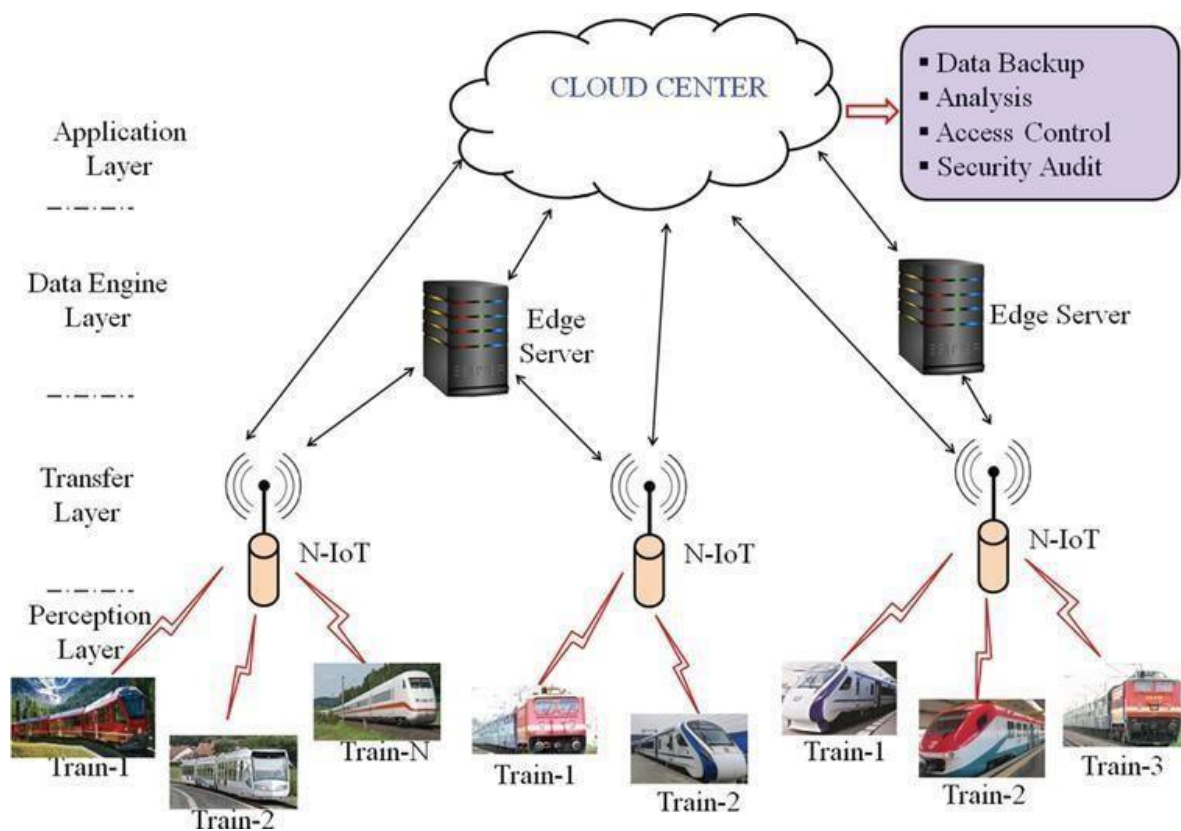 CLOUD CENTER
▪ Data Backup
▪ Analysis
▪ Access Control
▪ Security Audit
Application
Layer
Data Engine
Layer
Edge
Server
Edge Server
Transfer
Layer
N-IoT
N-IoT
N-IoT
Perception
Layer
Train-1
Train-2
Train-N
Train-1
Train-2
Train-1
Train-2
Train-3